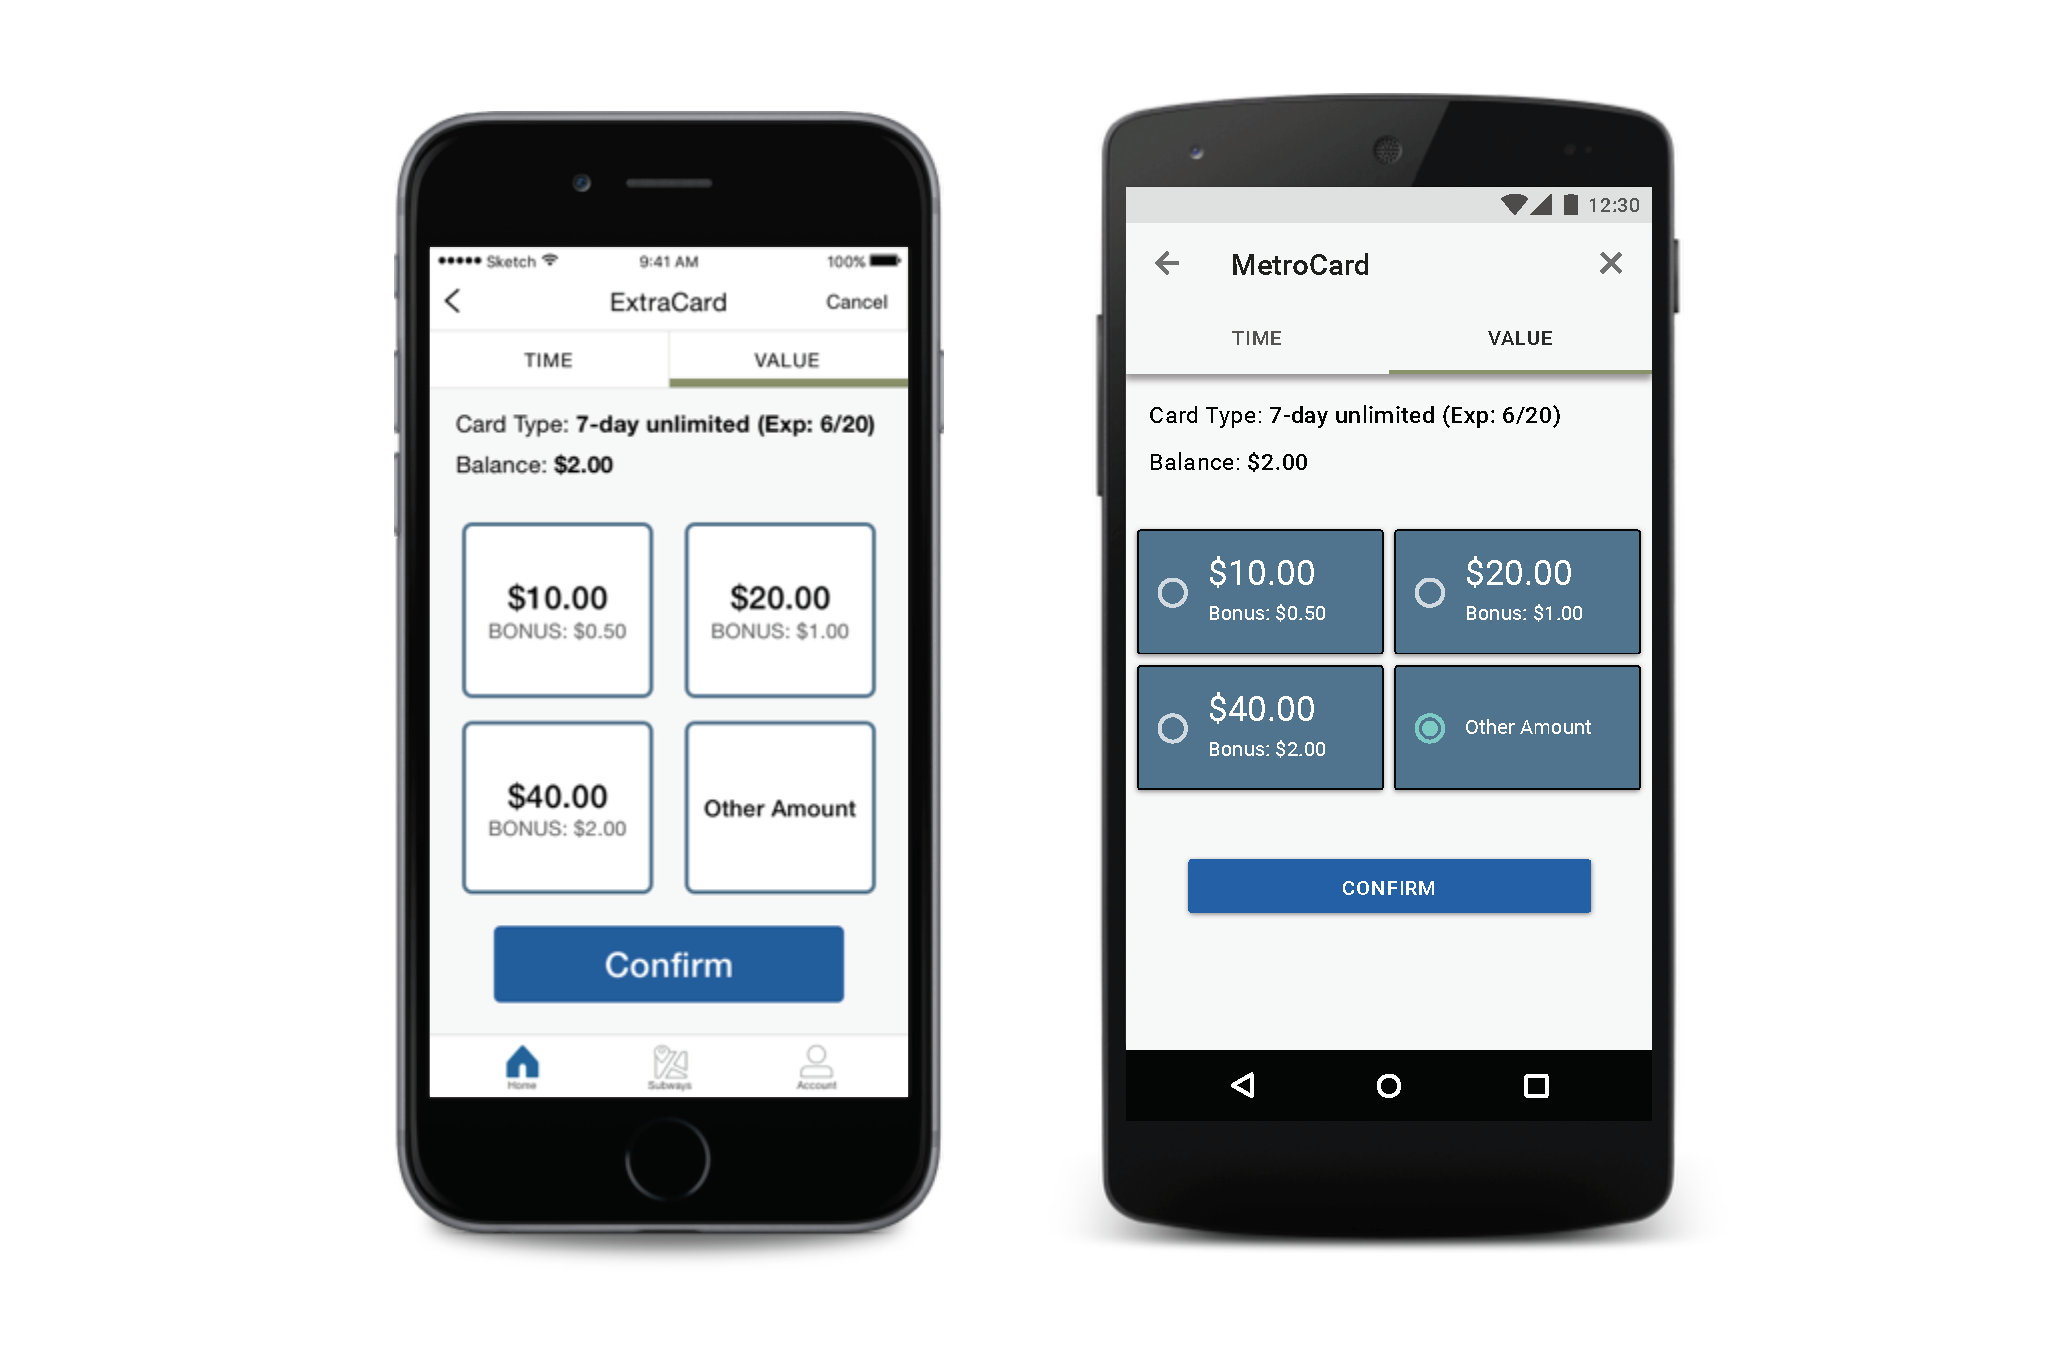 Sketch 9:41 AM 100%
ExtraCard Cancel
TIME VALUE
Card Type: 7-day unlimited (Exp: 6/20)
Balance: $2.00
$10.00 $20.00
BONUS: $0.50 BONUS: $1.00
$40.00
BONUS: $2.00
Other Amount
Confirm
Home Subways Account
12:30
MetroCard
TIME VALUE
Card Type: 7-day unlimited (Exp: 6/20)
Balance: $2.00
$10.00 $20.00
Bonus: $0.50 Bonus: $1.00
$40.00
Bonus: $2.00
Other Amount
CONFIRM